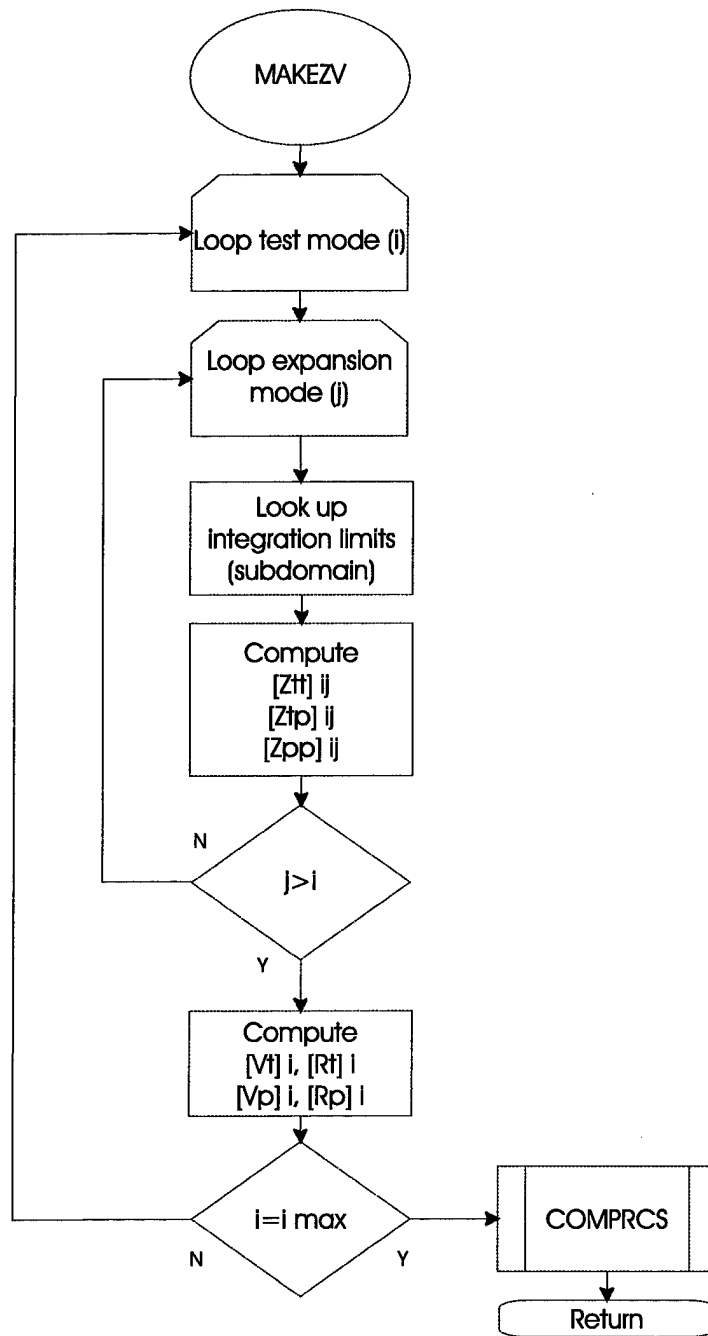 MAKEZV
Loop test mode (i)
Loop expansion
mode (j)
Look up
integration limits
(subdomain)
Compute
[Ztt] ij
[Ztp] ij
[Zpp] ij
N
j>i
Y
Compute
[Vt] i, [Rt] i
[Vp] i, [Rp] i
i=i max
N
Y
COMPRCS
Return